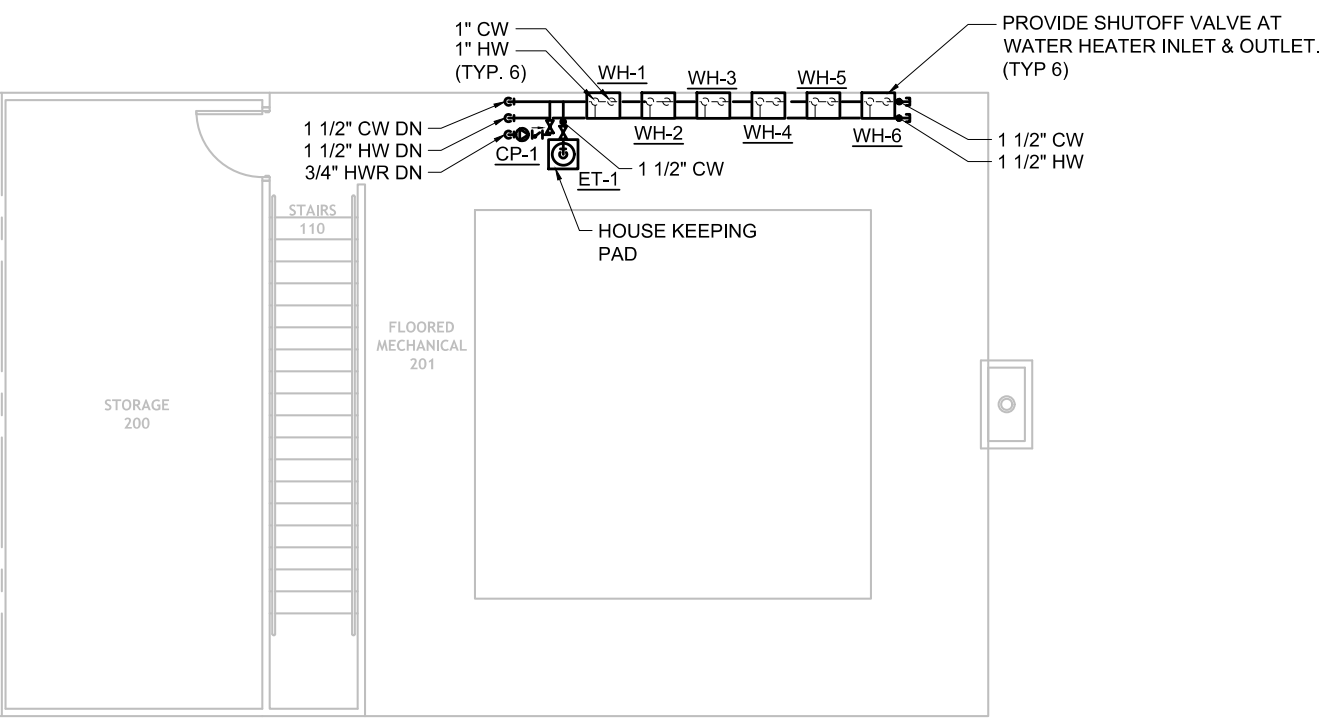 1" CW
1" HW
(TYP. 6)
PROVIDE SHUTOFF VALVE AT
WATER HEATER INLET & OUTLET.
(TYP 6)
WH-1
WH-3
WH-5
WH-2
WH-4
WH-6
1 1/2" CW DN
1 1/2" HW DN
3/4" HWR DN
CP-1
ET-1
1 1/2" CW
1 1/2" CW
1 1/2" HW
HOUSE KEEPING
PAD
STAIRS
110
FLOORED
MECHANICAL
201
STORAGE
200